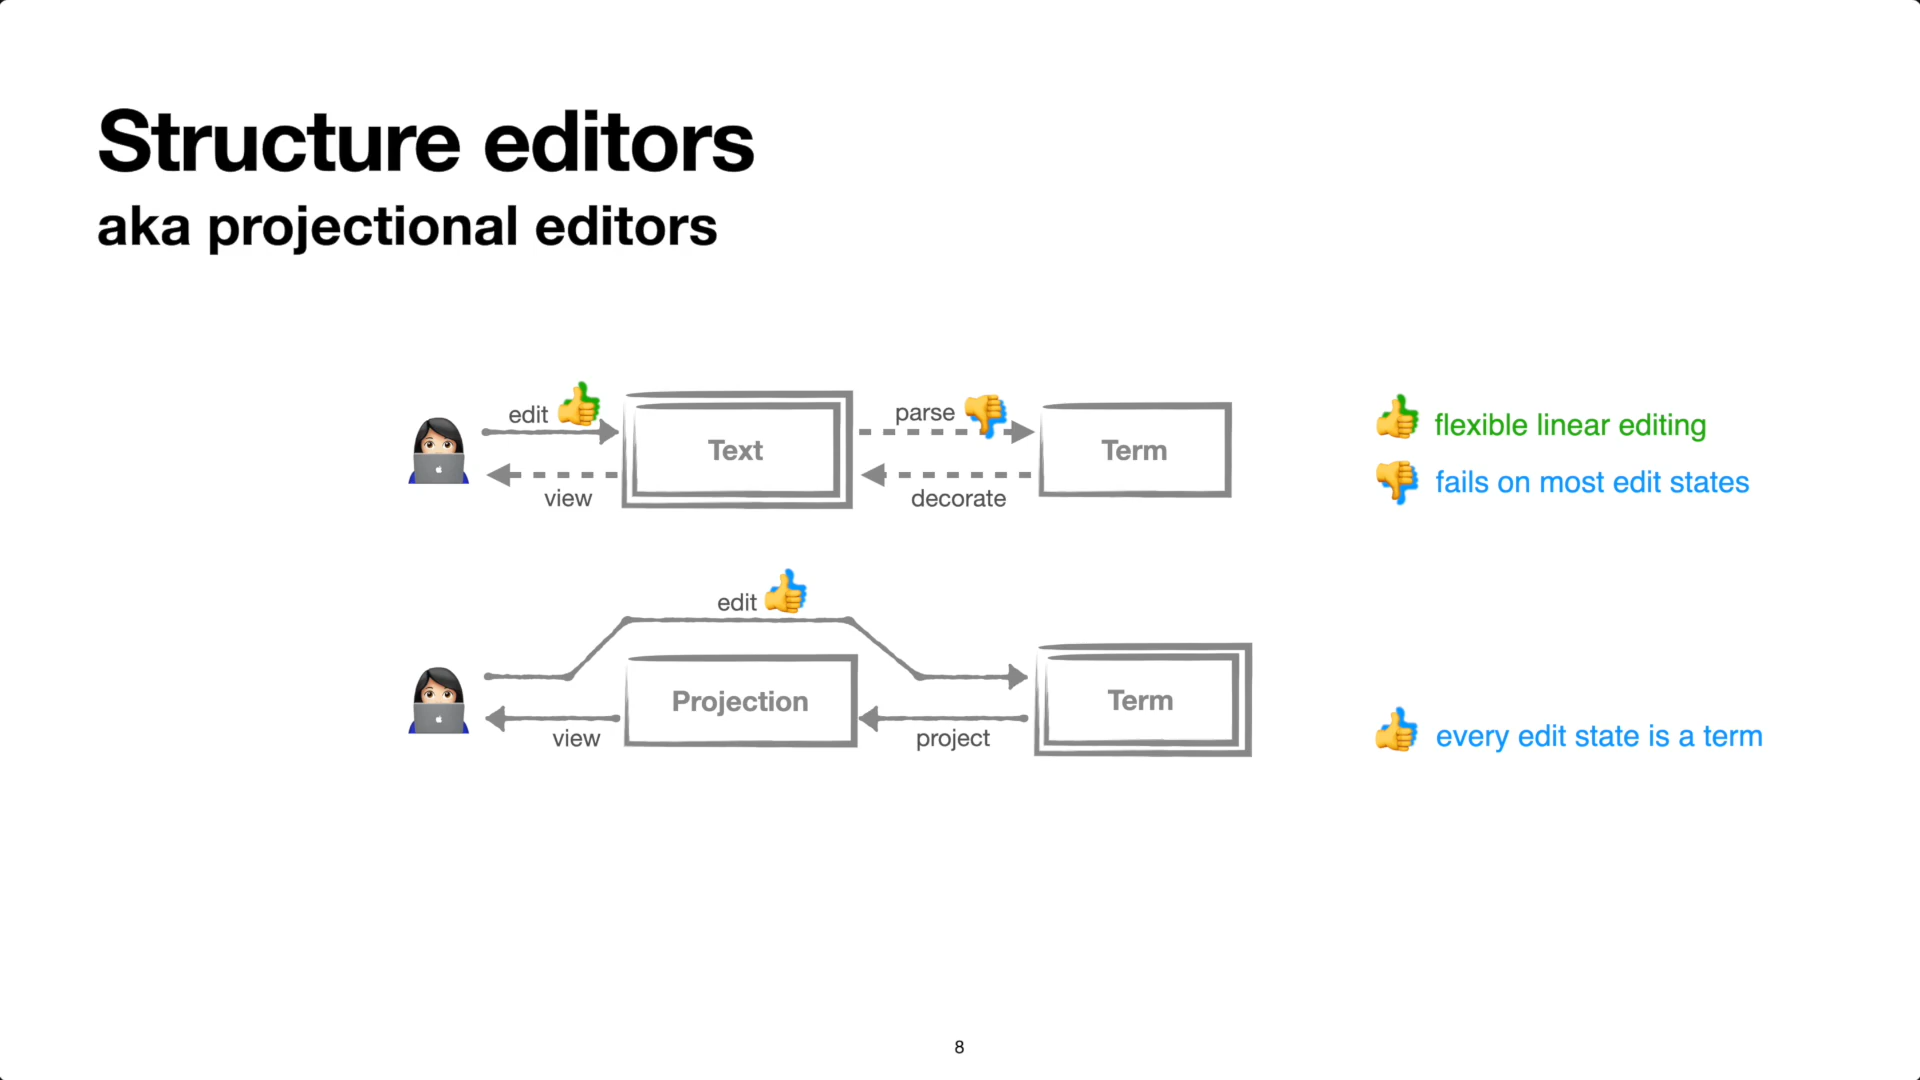 Structure editors
aka projectional editors
edit
Text
parse
Term
view
decorate
flexible linear editing
fails on most edit states
edit
Projection
Term
view
project
every edit state is a term
8